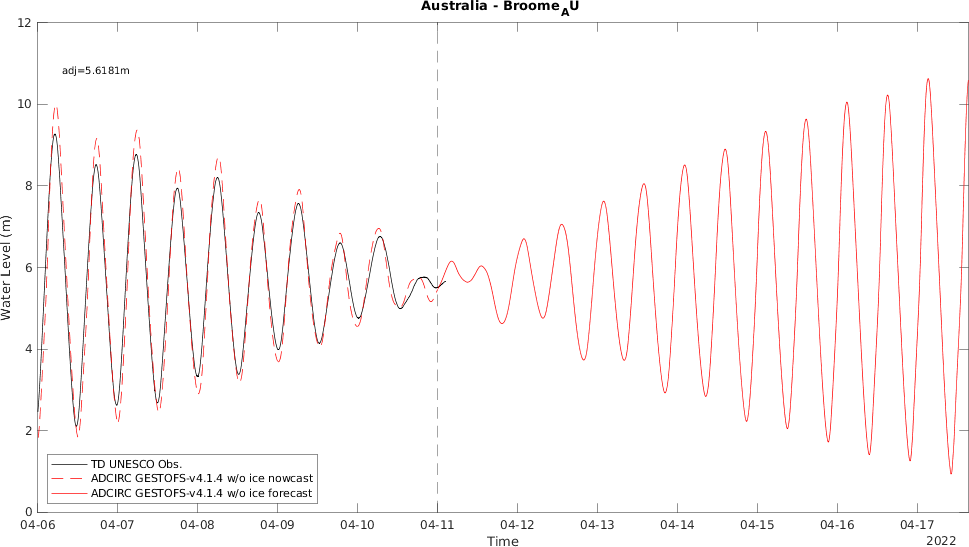 Australia - Broome_AU
12
adj=5.6181m
10
8
6
4
2
0
Water Level (m)
TD UNESCO Obs.
ADCIRC GESTOFS-v4.1.4 w/o ice nowcast
ADCIRC GESTOFS-v4.1.4 w/o ice forecast
04-06 04-07 04-08 04-09 04-10 04-11 04-12 04-13 04-14 04-15 04-16 04-17
Time
2022